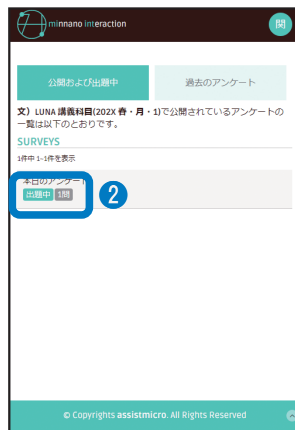 minnano interaction
関
公開および出題中
過去のアンケート
文）LUNA 講義科目(202X 春・月・1)で公開されているアンケートの
一覧は以下のとおりです。
SURVEYS
1件中 1-1件を表示
本日のアンケート
出題中 1問
2
© Copyrights assistmicro. All Rights Reserved